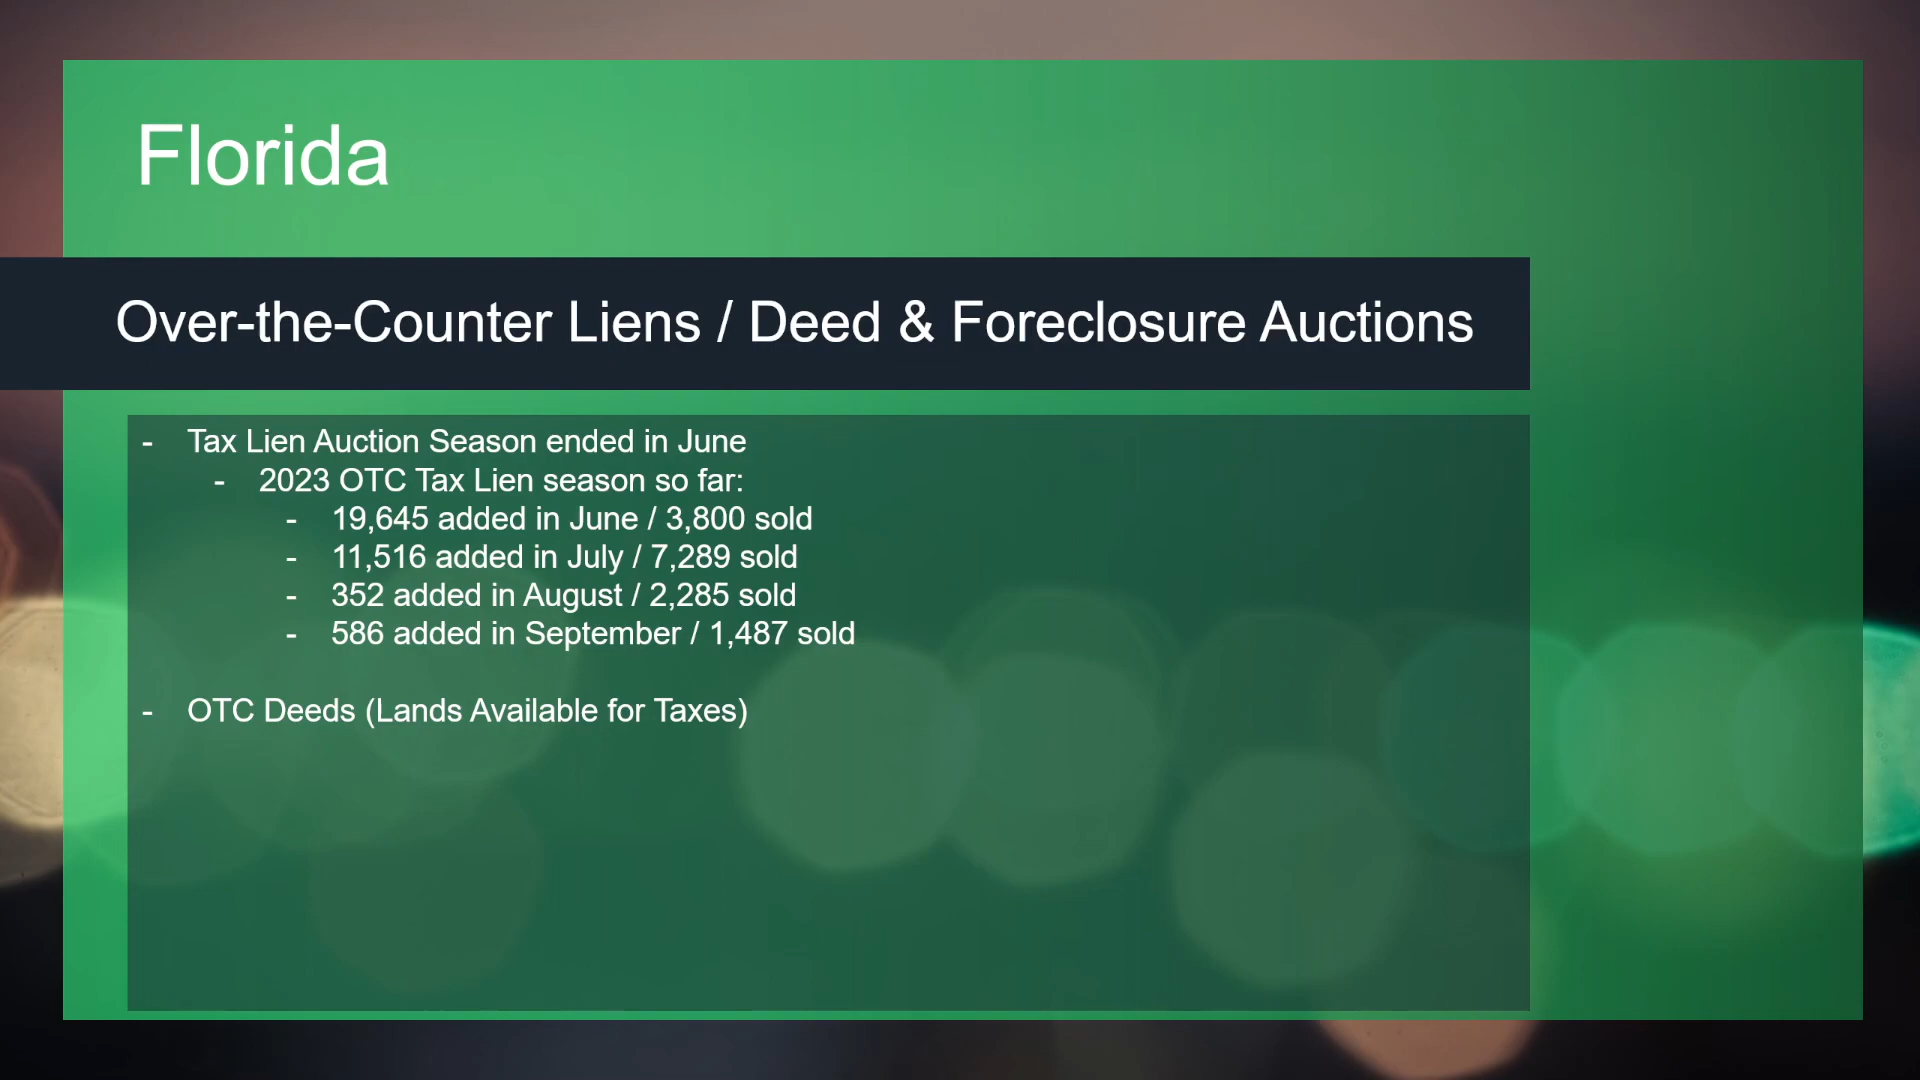 Florida
Over-the-Counter Liens / Deed & Foreclosure Auctions
- Tax Lien Auction Season ended in June
- 2023 OTC Tax Lien season so far:
- 19,645 added in June / 3,800 sold
- 11,516 added in July / 7,289 sold
- 352 added in August / 2,285 sold
- 586 added in September / 1,487 sold
- OTC Deeds (Lands Available for Taxes)